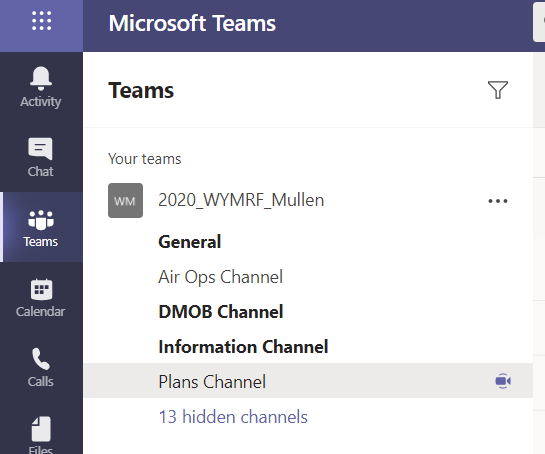 Microsoft Teams
Activity
Chat
Teams
Calendar
Calls
Files
Teams
Your teams
WM 2020_WYMRF_Mullen
General
Air Ops Channel
DMOB Channel
Information Channel
Plans Channel
13 hidden channels